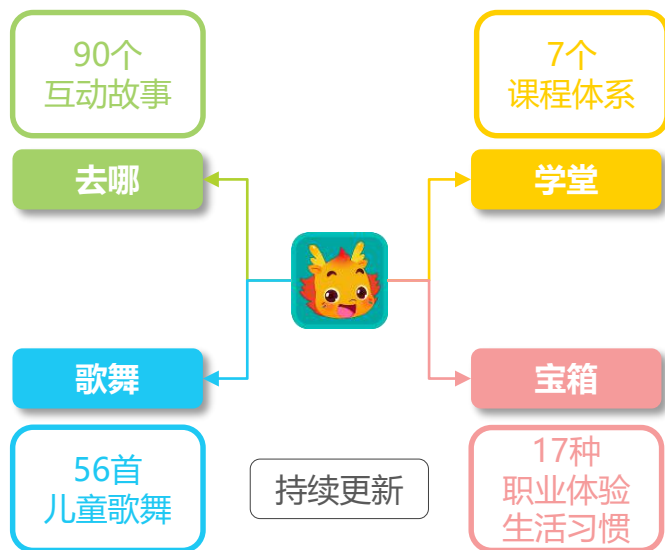 90个
互动故事
去哪
7个
课程体系
学堂
歌舞
56首
儿童歌舞
宝箱
17种
职业体验
生活习惯
持续更新